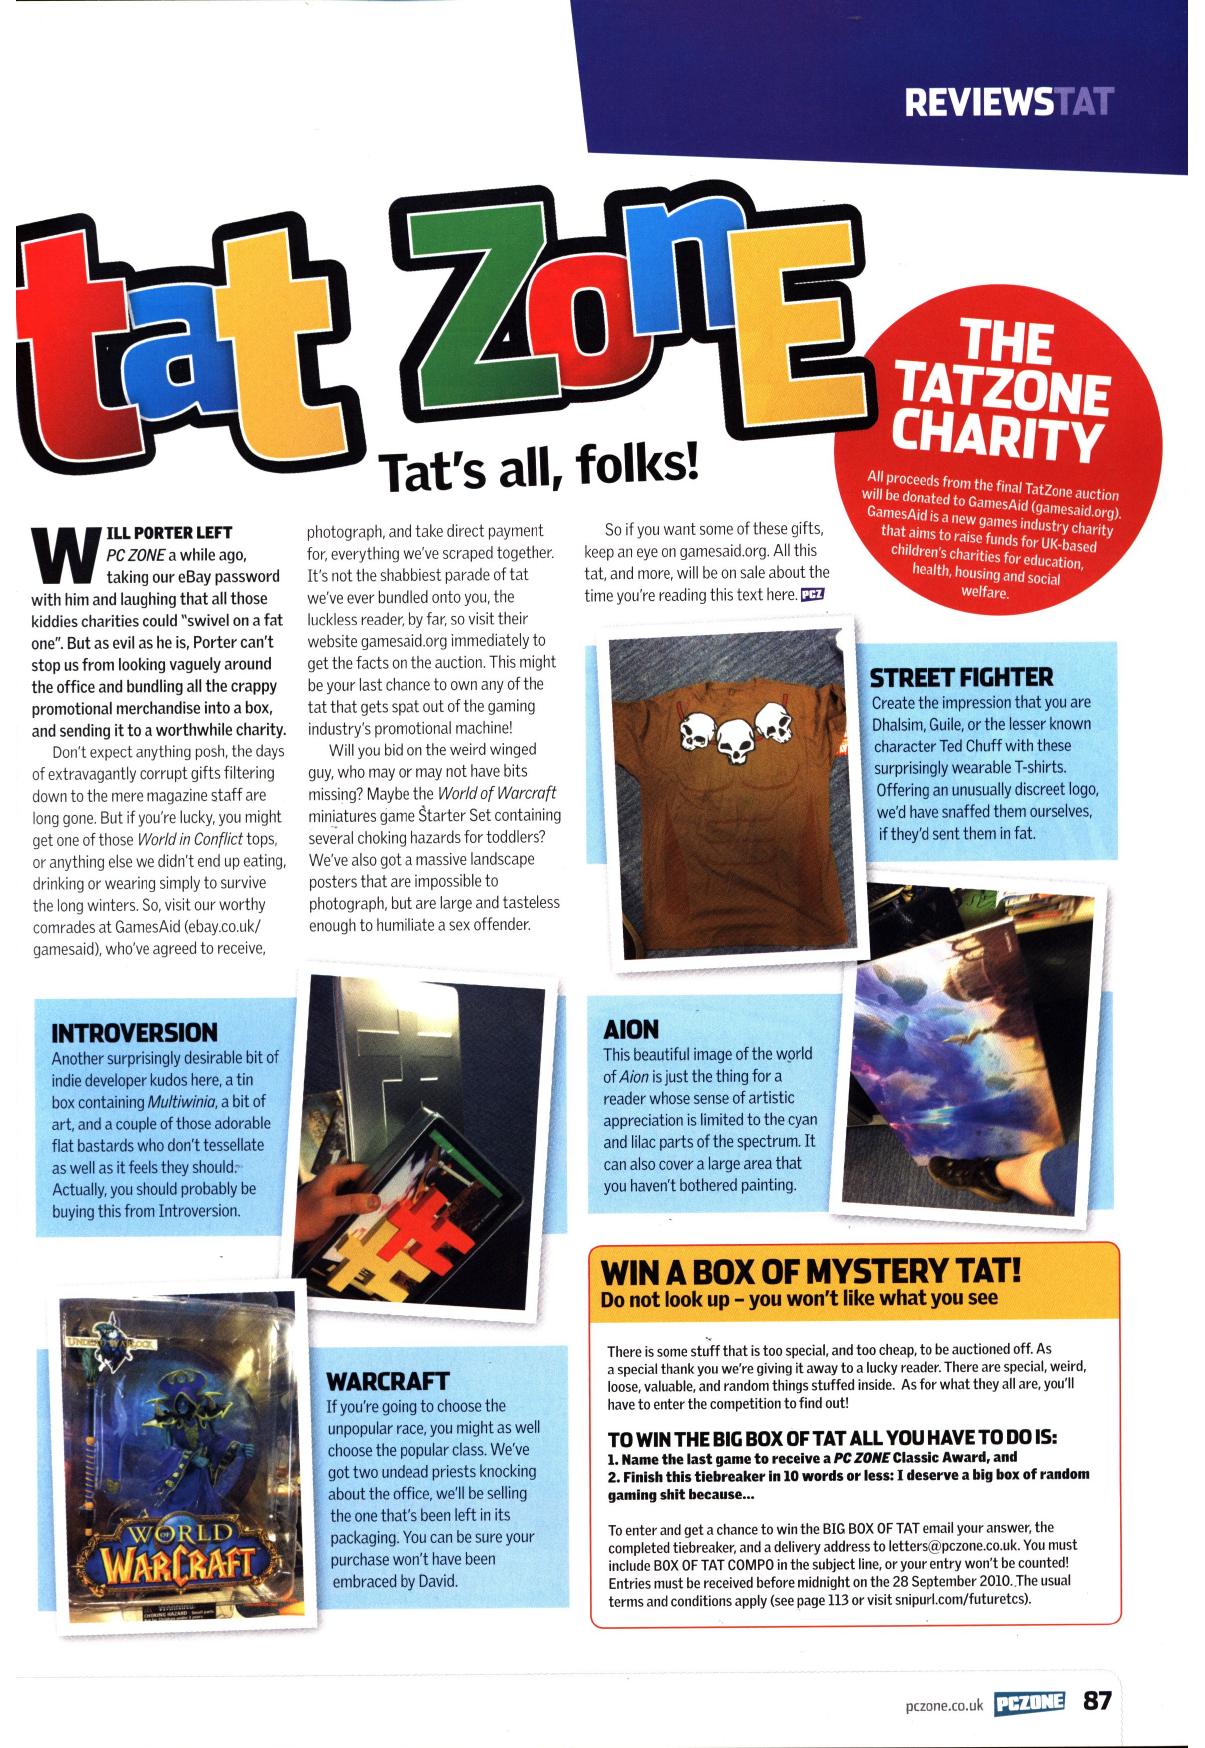 REVIEWSTAT
tat ZonE
Tat's all, folks!
THE
TATZONE
CHARITY
All proceeds from the final TatZone auction
will be donated to GamesAid (gamesaid.org).
GamesAid is a new games industry charity
that aims to raise funds for UK-based
children's charities for education,
health, housing and social
welfare.
WILL PORTER LEFT
PC ZONE a while ago,
taking our eBay password
with him and laughing that all those
kiddies charities could "swivel on a fat
one". But as evil as he is, Porter can't
stop us from looking vaguely around
the office and bundling all the crappy
promotional merchandise into a box,
and sending it to a worthwhile charity.
Don't expect anything posh, the days
of extravagantly corrupt gifts filtering
down to the mere magazine staff are
long gone. But if you're lucky, you might
get one of those World in Conflict tops,
or anything else we didn't end up eating,
drinking or wearing simply to survive
the long winters. So, visit our worthy
comrades at GamesAid (ebay.co.uk/
gamesaid), who've agreed to receive,
photograph, and take direct payment
for, everything we've scraped together.
It's not the shabbiest parade of tat
we've ever bundled onto you, the
luckless reader, by far, so visit their
website gamesaid.org immediately to
get the facts on the auction. This might
be your last chance to own any of the
tat that gets spat out of the gaming
industry's promotional machine!
Will you bid on the weird winged
guy, who may or may not have bits
missing? Maybe the World of Warcraft
miniatures game Starter Set containing
several choking hazards for toddlers?
We've also got a massive landscape
posters that are impossible to
photograph, but are large and tasteless
enough to humiliate a sex offender.
So if you want some of these gifts,
keep an eye on gamesaid.org. All this
tat, and more, will be on sale about the
time you're reading this text here. PCZ
STREET FIGHTER
Create the impression that you are
Dhalsim, Guile, or the lesser known
character Ted Chuff with these
surprisingly wearable T-shirts.
Offering an unusually discreet logo,
we'd have snaffed them ourselves,
if they'd sent them in fat.
INTROVERSION
Another surprisingly desirable bit of
indie developer kudos here, a tin
box containing Multiwinia, a bit of
art, and a couple of those adorable
flat bastards who don't tessellate
as well as it feels they should.
Actually, you should probably be
buying this from Introversion.
AION
This beautiful image of the world
of Aion is just the thing for a
reader whose sense of artistic
appreciation is limited to the cyan
and lilac parts of the spectrum. It
can also cover a large area that
you haven't bothered painting.
UNDEAD WARLOCK
WORLD
OF
WARCRAFT
WARNING:
CHOKING HAZARD - Small parts
WARCRAFT
If you're going to choose the
unpopular race, you might as well
choose the popular class. We've
got two undead priests knocking
about the office, we'll be selling
the one that's been left in its
packaging. You can be sure your
purchase won't have been
embraced by David.
WIN A BOX OF MYSTERY TAT!
Do not look up – you won't like what you see
There is some stuff that is too special, and too cheap, to be auctioned off. As
a special thank you we're giving it away to a lucky reader. There are special, weird,
loose, valuable, and random things stuffed inside. As for what they all are, you'll
have to enter the competition to find out!
TO WIN THE BIG BOX OF TAT ALL YOU HAVE TO DO IS:
1. Name the last game to receive a PC ZONE Classic Award, and
2. Finish this tiebreaker in 10 words or less: I deserve a big box of random
gaming shit because...
To enter and get a chance to win the BIG BOX OF TAT email your answer, the
completed tiebreaker, and a delivery address to letters@pczone.co.uk. You must
include BOX OF TAT COMPO in the subject line, or your entry won't be counted!
Entries must be received before midnight on the 28 September 2010. The usual
terms and conditions apply (see page 113 or visit snipurl.com/futuretcs).
pczone.co.uk PCZONE 87